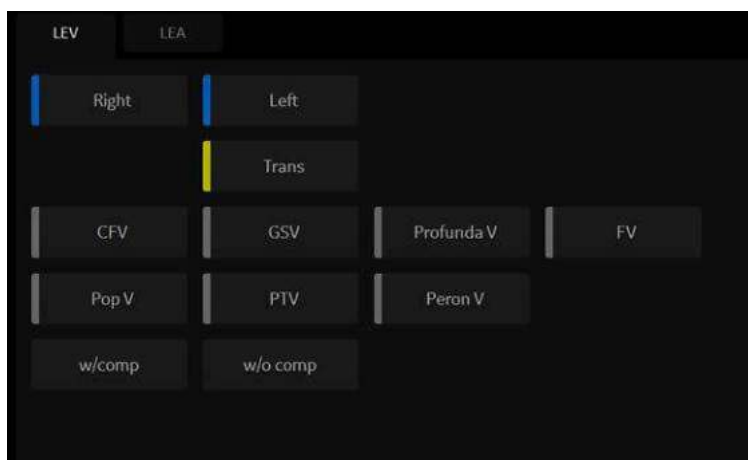 LEV LEA
Right Left
Trans
CFV GSV Profunda V FV
Pop V PTV Peron V
w/comp w/o comp